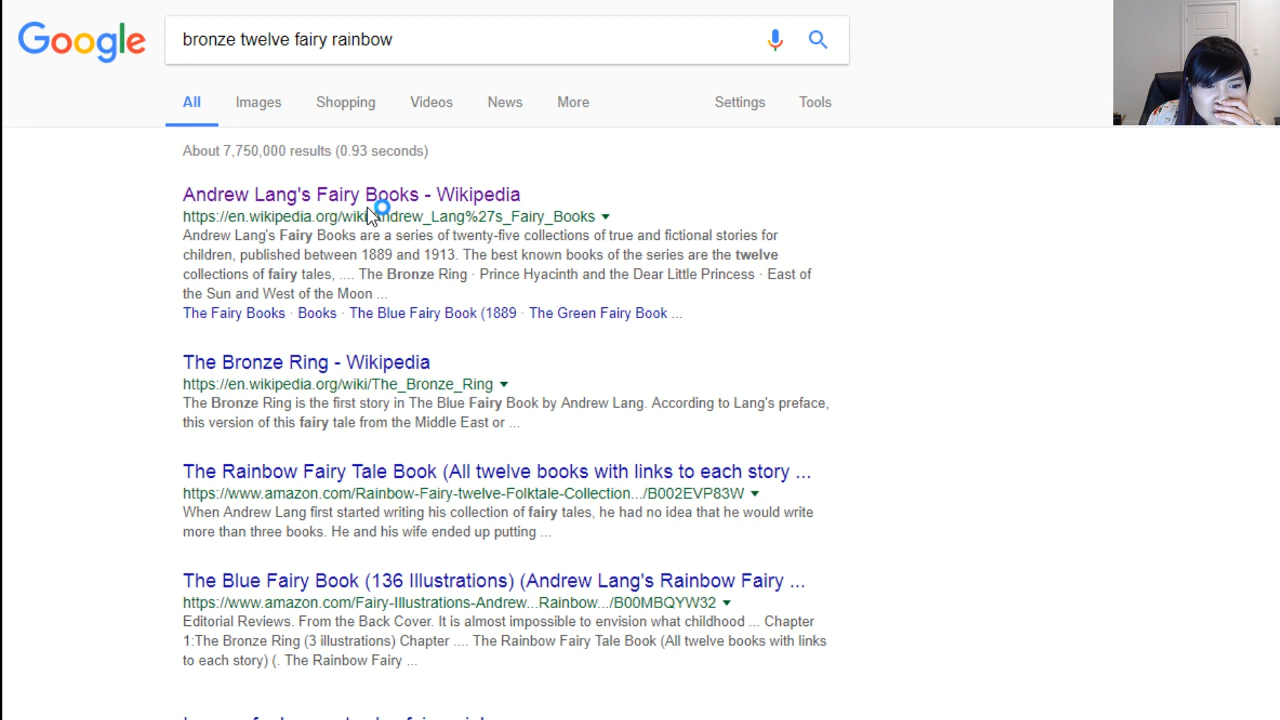 Google
bronze twelve fairy rainbow
All Images Shopping Videos News More Settings Tools
About 7,750,000 results (0.93 seconds)
Andrew Lang's Fairy Books - Wikipedia
https://en.wikipedia.org/wiki/Andrew_Lang%27s_Fairy_Books
Andrew Lang's Fairy Books are a series of twenty-five collections of true and fictional stories for
children, published between 1889 and 1913. The best known books of the series are the twelve
collections of fairy tales, .... The Bronze Ring · Prince Hyacinth and the Dear Little Princess · East of
the Sun and West of the Moon ...
The Fairy Books · Books · The Blue Fairy Book (1889 · The Green Fairy Book ...
The Bronze Ring - Wikipedia
https://en.wikipedia.org/wiki/The_Bronze_Ring
The Bronze Ring is the first story in The Blue Fairy Book by Andrew Lang. According to Lang's preface,
this version of this fairy tale from the Middle East or ...
The Rainbow Fairy Tale Book (All twelve books with links to each story ...
https://www.amazon.com/Rainbow-Fairy-twelve-Folktale-Collection.../B002EVP83W
When Andrew Lang first started writing his collection of fairy tales, he had no idea that he would write
more than three books. He and his wife ended up putting ...
The Blue Fairy Book (136 Illustrations) (Andrew Lang's Rainbow Fairy ...
https://www.amazon.com/Fairy-Illustrations-Andrew...Rainbow.../B00MBQYW32
Editorial Reviews. From the Back Cover. It is almost impossible to envision what childhood ... Chapter
1:The Bronze Ring (3 illustrations) Chapter .... The Rainbow Fairy Tale Book (All twelve books with links
to each story) (. The Rainbow Fairy ...